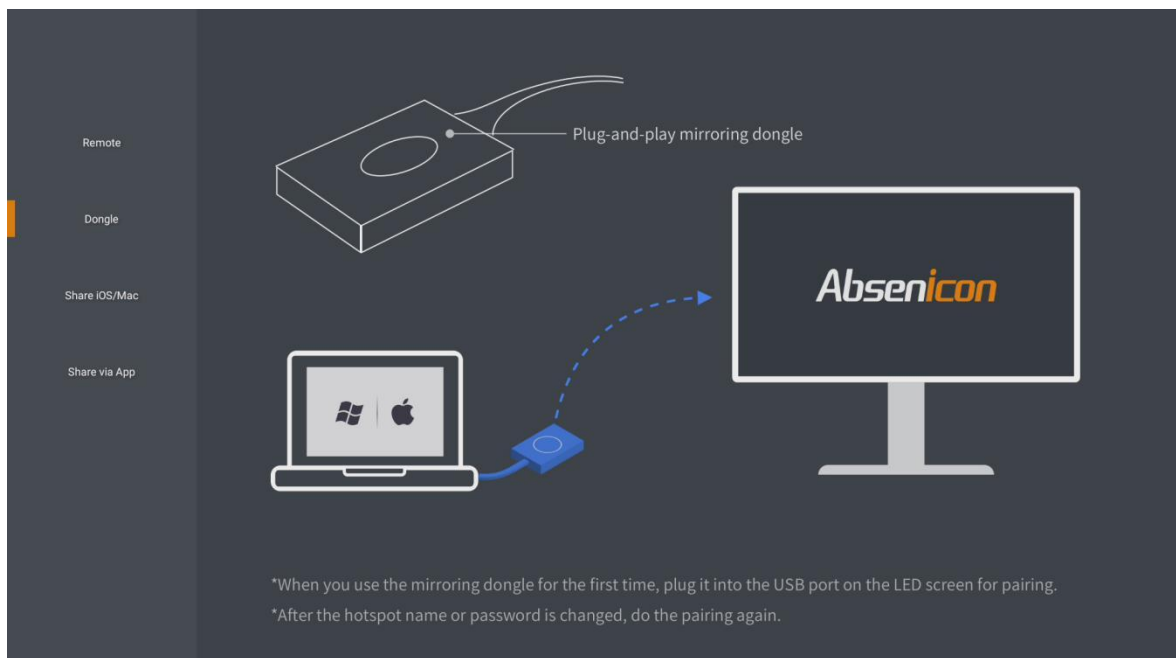 Remote
Dongle
Share iOS/Mac
Share via App
Plug-and-play mirroring dongle
Absenicon
*When you use the mirroring dongle for the first time, plug it into the USB port on the LED screen for pairing.
*After the hotspot name or password is changed, do the pairing again.